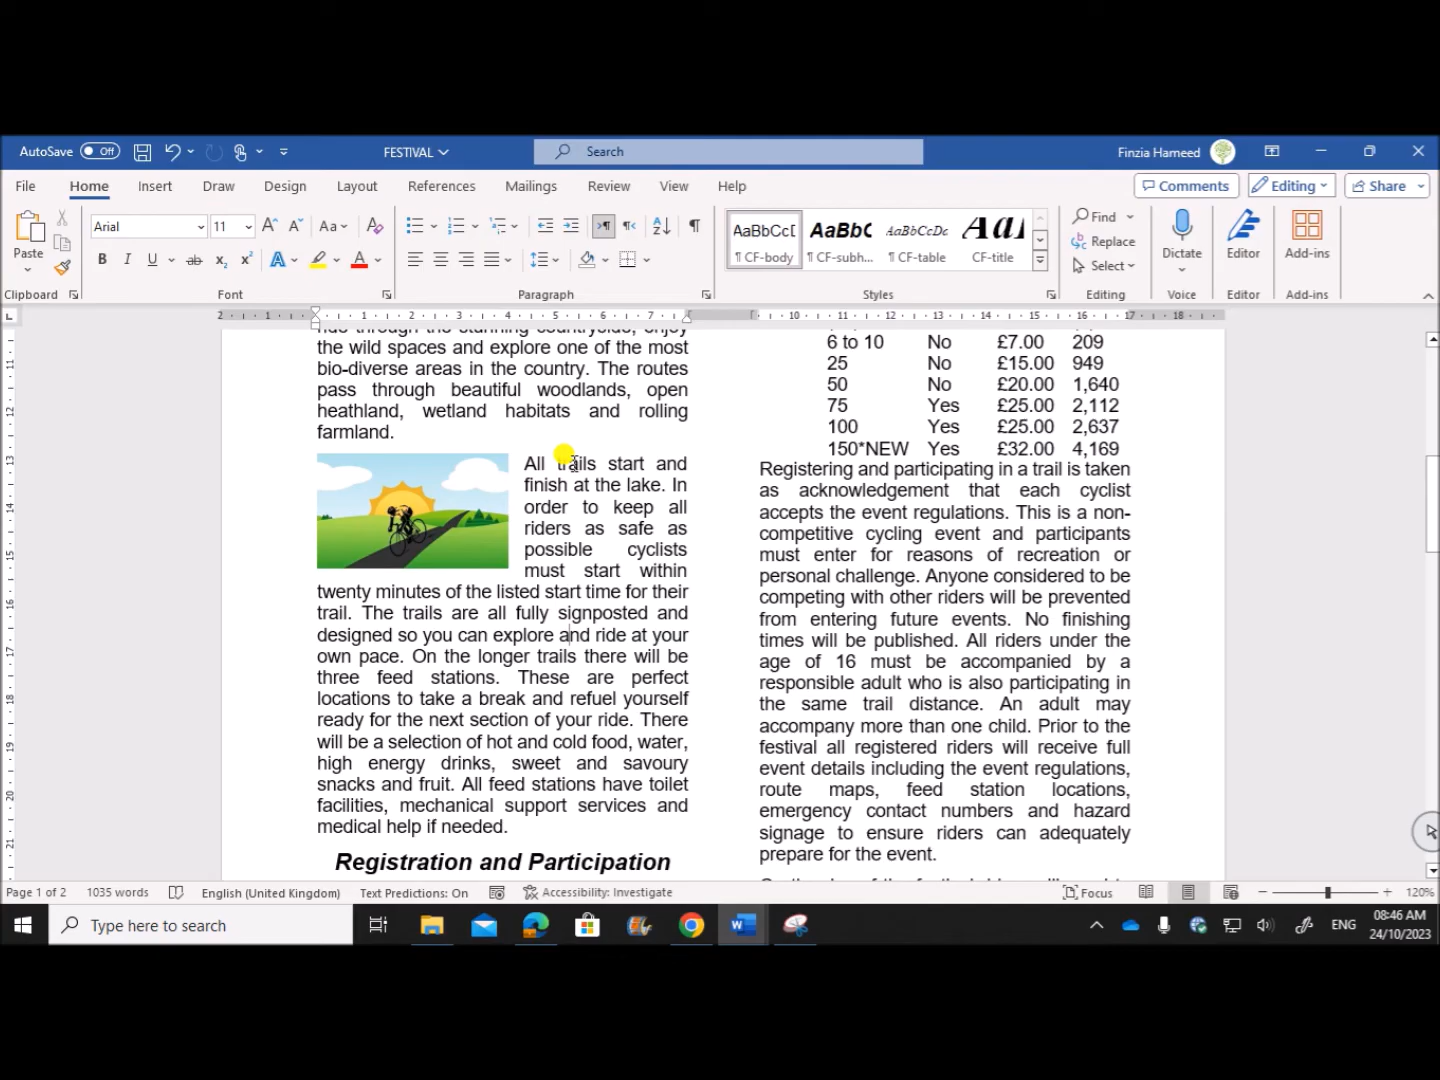 AutoSave Off FESTIVAL Search Finzia Hameed
File Home Insert Draw Design Layout References Mailings Review View Help Comments Editing Share
Paste Arial 11 Find Replace Select Dictate Editor Add-ins
AaBbCcD AaBbC AaBbCcDc AaI
¶ CF-body ¶ CF-subh... ¶ CF-table CF-title
Clipboard Font Paragraph Styles Editing Voice Editor Add-ins
2 1 1 2 3 4 5 6 7 10 11 12 13 14 15 16 17 18
the wild spaces and explore one of the most
bio-diverse areas in the country. The routes
pass through beautiful woodlands, open
heathland, wetland habitats and rolling
farmland.
All trails start and
finish at the lake. In
order to keep all
riders as safe as
possible cyclists
must start within
twenty minutes of the listed start time for their
trail. The trails are all fully signposted and
designed so you can explore and ride at your
own pace. On the longer trails there will be
three feed stations. These are perfect
locations to take a break and refuel yourself
ready for the next section of your ride. There
will be a selection of hot and cold food, water,
high energy drinks, sweet and savoury
snacks and fruit. All feed stations have toilet
facilities, mechanical support services and
medical help if needed.
Registration and Participation
6 to 10 No £7.00 209
25 No £15.00 949
50 No £20.00 1,640
75 Yes £25.00 2,112
100 Yes £25.00 2,637
150*NEW Yes £32.00 4,169
Registering and participating in a trail is taken
as acknowledgement that each cyclist
accepts the event regulations. This is a non-
competitive cycling event and participants
must enter for reasons of recreation or
personal challenge. Anyone considered to be
competing with other riders will be prevented
from entering future events. No finishing
times will be published. All riders under the
age of 16 must be accompanied by a
responsible adult who is also participating in
the same trail distance. An adult may
accompany more than one child. Prior to the
festival all registered riders will receive full
event details including the event regulations,
route maps, feed station locations,
emergency contact numbers and hazard
signage to ensure riders can adequately
prepare for the event.
Page 1 of 2 1035 words English (United Kingdom) Text Predictions: On Accessibility: Investigate Focus 120%
Type here to search ENG 08:46 AM
24/10/2023